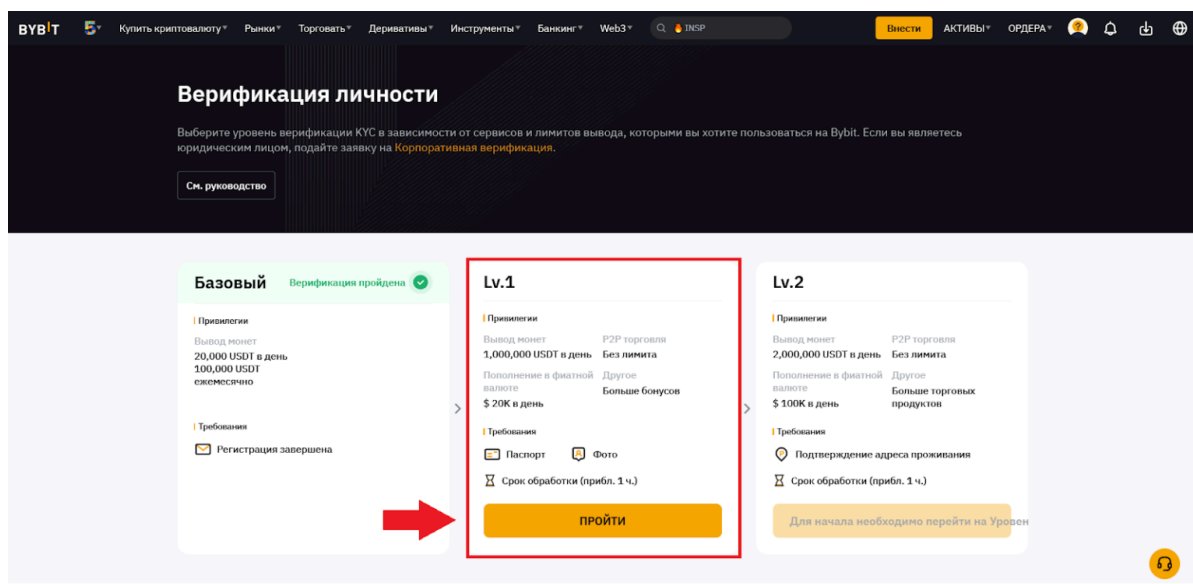 BYBIT Купить криптовалюту Рынки Торговать Деривативы Инструменты Банкинг Web3 INSP Внести АКТИВЫ ОРДЕРА
Верификация личности
Выберите уровень верификации KYC в зависимости от сервисов и лимитов вывода, которыми вы хотите пользоваться на Bybit. Если вы являетесь
юридическим лицом, подайте заявку на Корпоративная верификация.
См. руководство
Базовый Верификация пройдена
Привилегии
Вывод монет
20,000 USDT в день
100,000 USDT
ежемесячно
Требования
Регистрация завершена
Lv.1
Привилегии
Вывод монет P2P торговля
1,000,000 USDT в день Без лимита
Пополнение в фиатной Другое
валюте Больше бонусов
$ 20K в день
Требования
Паспорт Фото
Срок обработки (прибл. 1 ч.)
ПРОЙТИ
Lv.2
Привилегии
Вывод монет P2P торговля
2,000,000 USDT в день Без лимита
Пополнение в фиатной Другое
валюте Больше торговых
$ 100K в день продуктов
Требования
Подтверждение адреса проживания
Срок обработки (прибл. 1 ч.)
Для начала необходимо перейти на Уровен